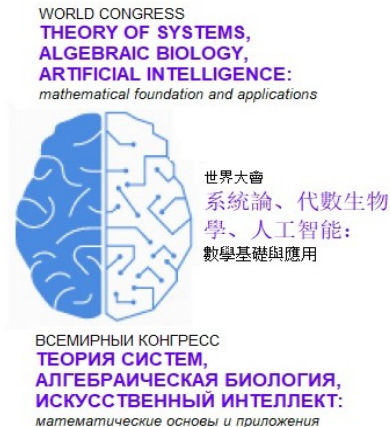 WORLD CONGRESS
THEORY OF SYSTEMS,
ALGEBRAIC BIOLOGY,
ARTIFICIAL INTELLIGENCE:
mathematical foundation and applications
世界大會
系統論、代數生物
學、人工智能:
數學基礎與應用
ВСЕМИРНЫЙ КОНГРЕСС
ТЕОРИЯ СИСТЕМ,
АЛГЕБРАИЧЕСКАЯ БИОЛОГИЯ,
ИСКУССТВЕННЫЙ ИНТЕЛЛЕКТ:
математические основы и приложения